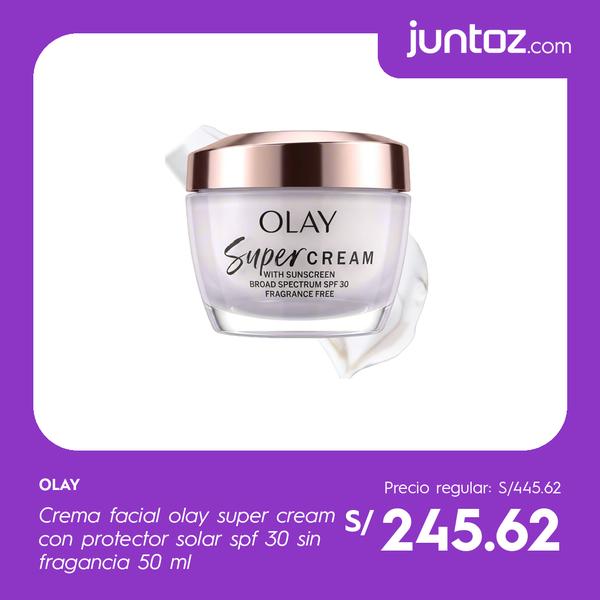 juntoz.com
OLAY
Super CREAM
WITH SUNSCREEN
BROAD SPECTRUM SPF 30
FRAGRANCE FREE
OLAY
Crema facial olay super cream
con protector solar spf 30 sin
fragancia 50 ml
Precio regular: S/445.62
S/ 245.62